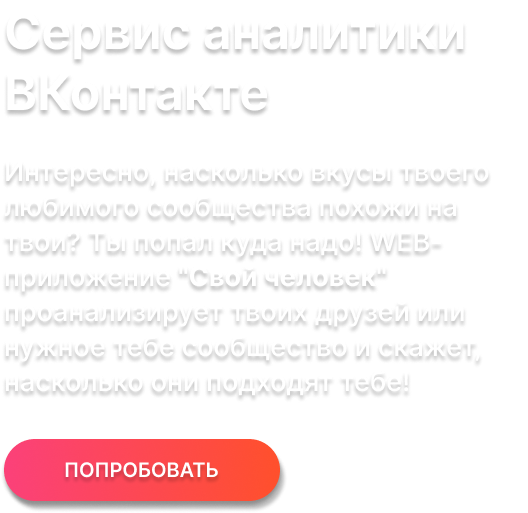 Сервис аналитики
ВКонтакте
Интересно, насколько вкусы твоего
любимого сообщества похожи на
твои? Ты попал куда надо! WEB-
приложение "Свой человек"
проанализирует твоих друзей или
нужное тебе сообщество и скажет,
насколько они подходят тебе!
ПОПРОБОВАТЬ